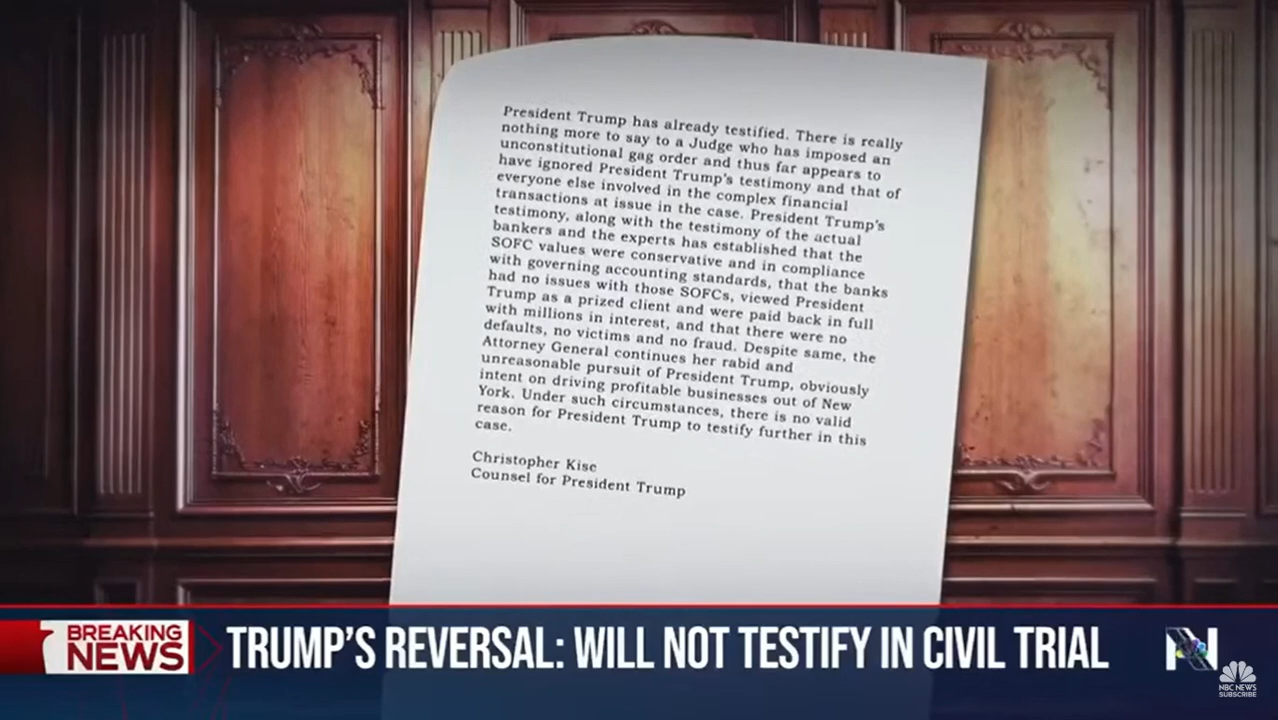 President Trump has already testified. There is really
nothing more to say to a Judge who has imposed an
unconstitutional gag order and thus far appears to
have ignored President Trump's testimony and that of
everyone else involved in the complex financial
transactions at issue in the case. President Trump's
testimony, along with the testimony of the actual
bankers and the experts has established that the
SOFC values were conservative and in compliance
with governing accounting standards, that the banks
had no issues with those SOFCs, viewed President
Trump as a prized client and were paid back in full
with millions in interest, and that there were no
defaults, no victims and no fraud. Despite same, the
Attorney General continues her rabid and
unreasonable pursuit of President Trump, obviously
intent on driving profitable businesses out of New
York. Under such circumstances, there is no valid
reason for President Trump to testify further in this
case.
Christopher Kise
Counsel for President Trump
BREAKING
NEWS
TRUMP'S REVERSAL: WILL NOT TESTIFY IN CIVIL TRIAL
N
NBC NEWS
SUBSCRIBE